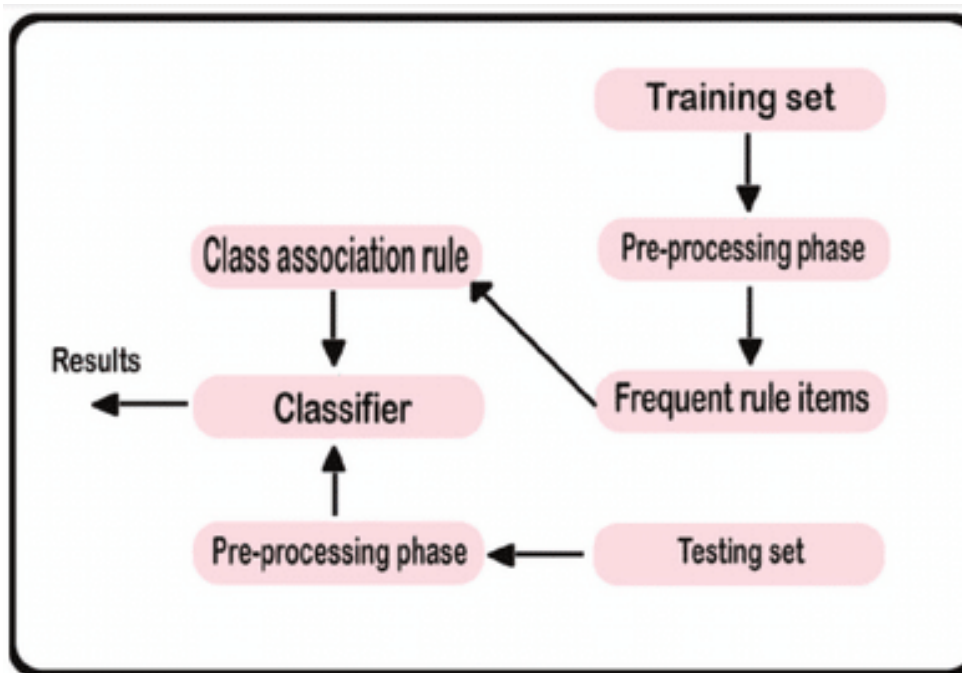 Training set
Class association rule
Pre-processing phase
Results
Classifier
Frequent rule items
Pre-processing phase
Testing set